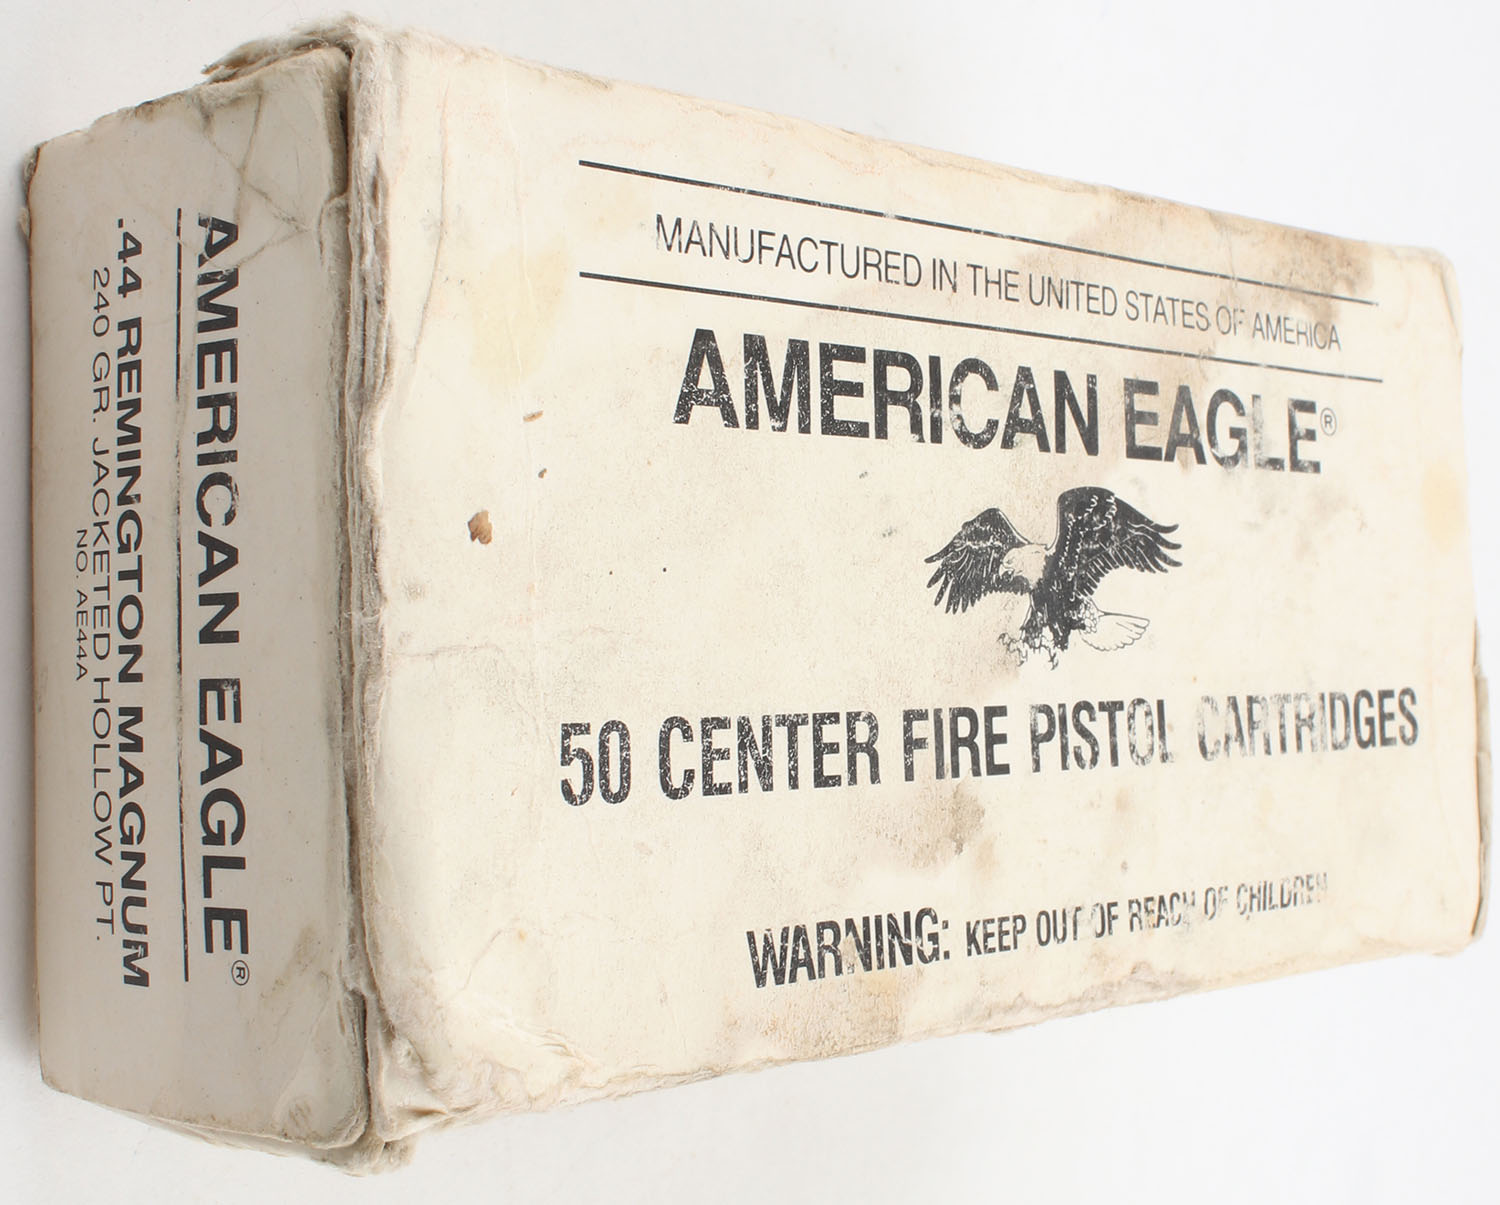 MANUFACTURED IN THE UNITED STATES OF AMERICA
AMERICAN EAGLE®
50 CENTER FIRE PISTOL CARTRIDGES
WARNING: KEEP OUT OF REACH OF CHILDREN
AMERICAN EAGLE®
.44 REMINGTON MAGNUM
240 GR. JACKETED HOLLOW PT.
NO. AE44A